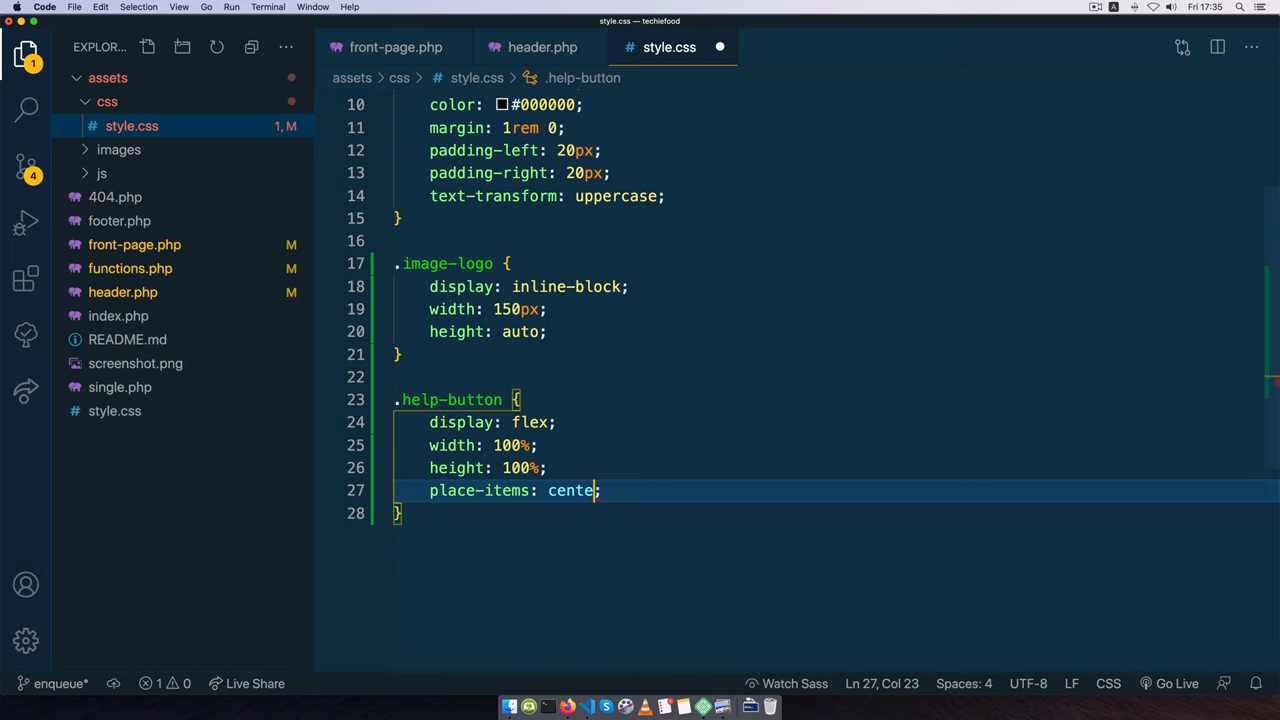 Code File Edit Selection View Go Run Terminal Window Help
A Fri 17:35
style.css — techiefood
EXPLOR...
front-page.php
header.php
style.css
assets > css > # style.css > .help-button
1
4
assets
css
# style.css 1, M
images
js
404.php
footer.php
front-page.php M
functions.php M
header.php M
index.php
README.md
screenshot.png
single.php
# style.css
10 color: #000000;
11 margin: 1rem 0;
12 padding-left: 20px;
13 padding-right: 20px;
14 text-transform: uppercase;
15 }
16
17 .image-logo {
18 display: inline-block;
19 width: 150px;
20 height: auto;
21 }
22
23 .help-button {
24 display: flex;
25 width: 100%;
26 height: 100%;
27 place-items: cente;
28 }
enqueue* 1 0 Live Share
Watch Sass Ln 27, Col 23 Spaces: 4 UTF-8 LF CSS Go Live